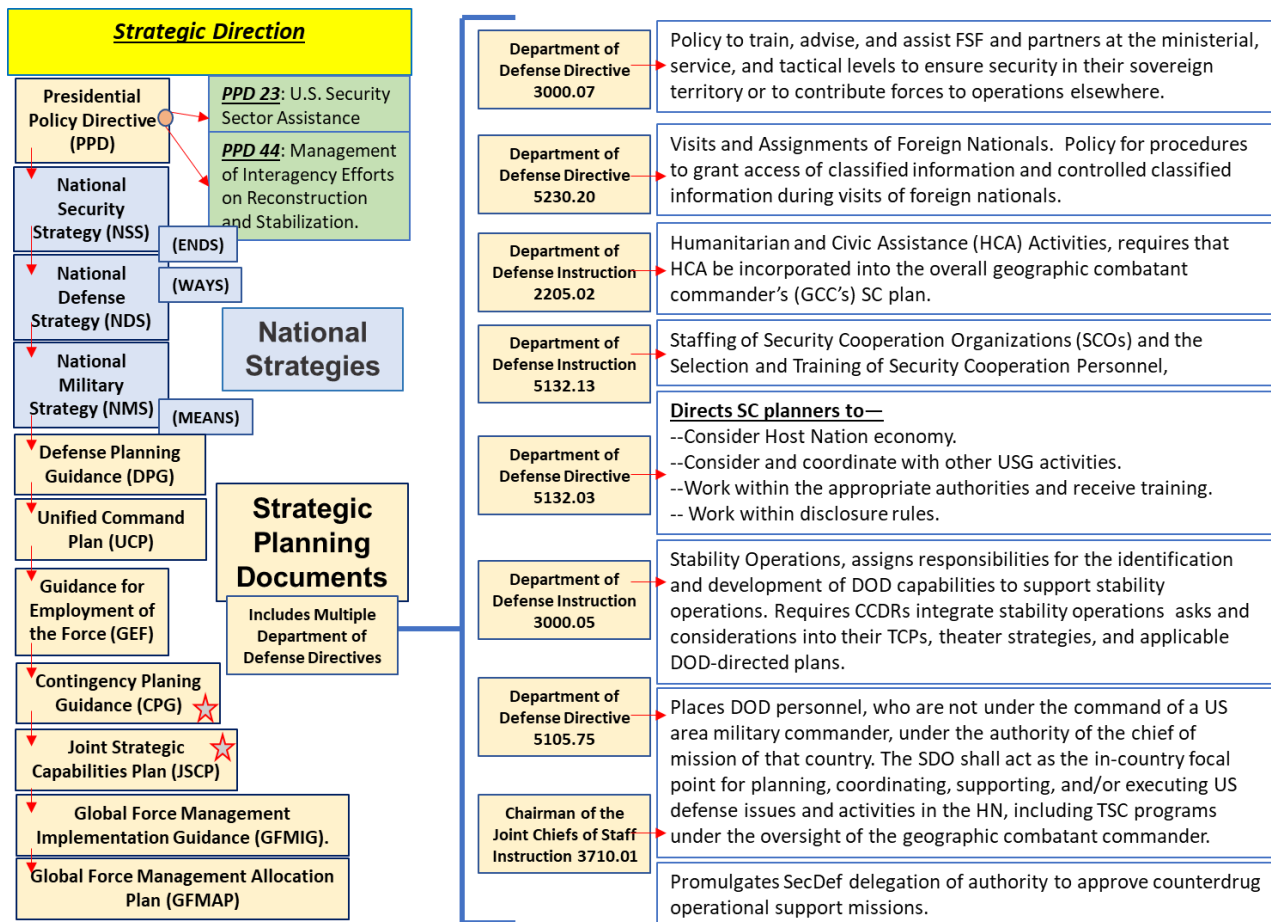 Strategic Direction
Presidential
Policy Directive
(PPD)
PPD 23: U.S. Security
Sector Assistance
PPD 44: Management
of Interagency Efforts
on Reconstruction
and Stabilization.
National
Security
Strategy (NSS)
(ENDS)
National
Defense
Strategy (NDS)
(WAYS)
National
Strategies
National
Military
Strategy (NMS)
(MEANS)
Defense Planning
Guidance (DPG)
Unified Command
Plan (UCP)
Guidance for
Employment of
the Force (GEF)
Contingency Planing
Guidance (CPG)
Joint Strategic
Capabilities Plan (JSCP)
Global Force Management
Implementation Guidance (GFMIG).
Global Force Management Allocation
Plan (GFMAP)
Strategic
Planning
Documents
Includes Multiple
Department of
Defense Directives
Department of
Defense Directive
3000.07
Policy to train, advise, and assist FSF and partners at the ministerial,
service, and tactical levels to ensure security in their sovereign
territory or to contribute forces to operations elsewhere.
Department of
Defense Directive
5230.20
Visits and Assignments of Foreign Nationals.  Policy for procedures
to grant access of classified information and controlled classified
information during visits of foreign nationals.
Department of
Defense Instruction
2205.02
Humanitarian and Civic Assistance (HCA) Activities, requires that
HCA be incorporated into the overall geographic combatant
commander’s (GCC’s) SC plan.
Department of
Defense Instruction
5132.13
Staffing of Security Cooperation Organizations (SCOs) and the
Selection and Training of Security Cooperation Personnel,
Department of
Defense Directive
5132.03
Directs SC planners to—
--Consider Host Nation economy.
--Consider and coordinate with other USG activities.
--Work within the appropriate authorities and receive training.
-- Work within disclosure rules.
Department of
Defense Instruction
3000.05
Stability Operations, assigns responsibilities for the identification
and development of DOD capabilities to support stability
operations. Requires CCDRs integrate stability operations  asks and
considerations into their TCPs, theater strategies, and applicable
DOD-directed plans.
Department of
Defense Directive
5105.75
Places DOD personnel, who are not under the command of a US
area military commander, under the authority of the chief of
mission of that country. The SDO shall act as the in-country focal
point for planning, coordinating, supporting, and/or executing US
defense issues and activities in the HN, including TSC programs
under the oversight of the geographic combatant commander.
Chairman of the
Joint Chiefs of Staff
Instruction 3710.01
Promulgates SecDef delegation of authority to approve counterdrug
operational support missions.